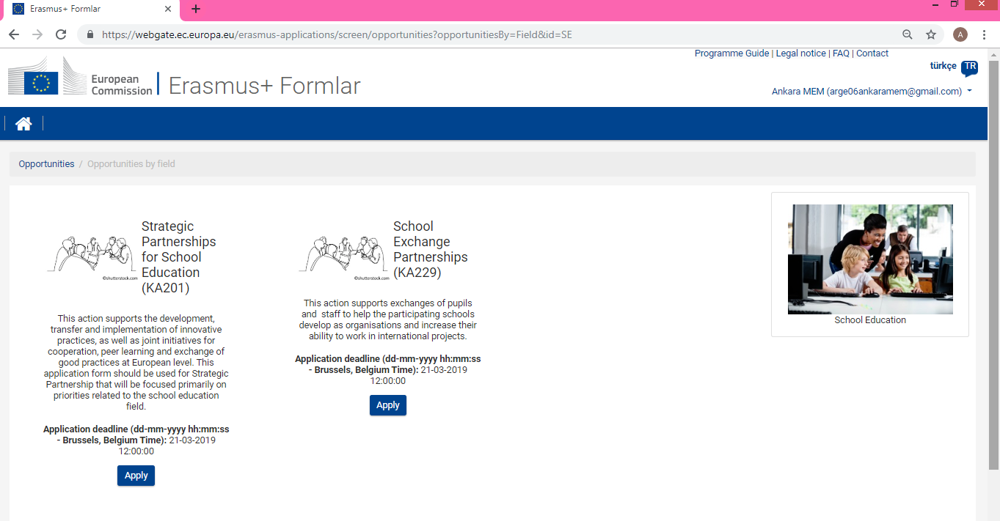 Erasmus+ Formlar
https://webgate.ec.europa.eu/erasmus-applications/screen/opportunities?opportunitiesBy=Field&id=SE
A
Programme Guide | Legal notice | FAQ | Contact
türkçe TR
European
Commission
Erasmus+ Formlar
Ankara MEM (arge06ankaramem@gmail.com)
Opportunities / Opportunities by field
Strategic
Partnerships
for School
Education
(KA201)
©shutterstock.com
This action supports the development,
transfer and implementation of innovative
practices, as well as joint initiatives for
cooperation, peer learning and exchange of
good practices at European level. This
application form should be used for Strategic
Partnership that will be focused primarily on
priorities related to the school education
field.
Application deadline (dd-mm-yyyy hh:mm:ss
- Brussels, Belgium Time): 21-03-2019
12:00:00
Apply
School
Exchange
Partnerships
(KA229)
©shutterstock.com
This action supports exchanges of pupils
and staff to help the participating schools
develop as organisations and increase their
ability to work in international projects.
Application deadline (dd-mm-yyyy hh:mm:ss
- Brussels, Belgium Time): 21-03-2019
12:00:00
Apply
School Education